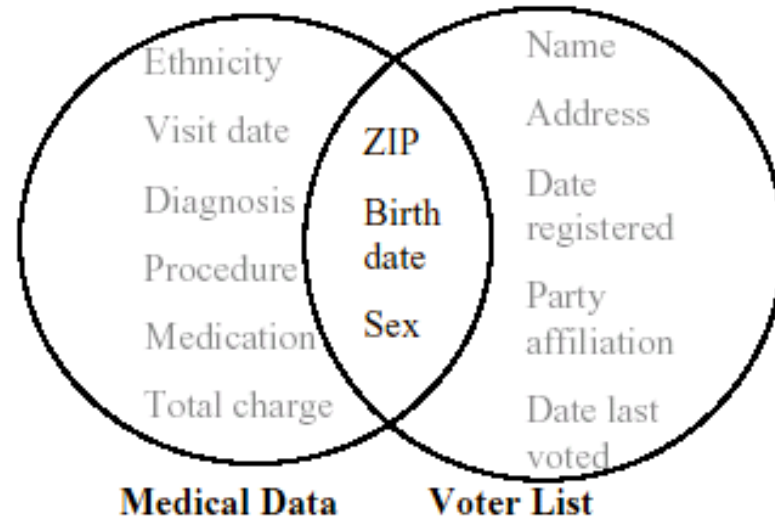 Ethnicity
Visit date
Diagnosis
Procedure
Medication
Total charge
ZIP
Birth
date
Sex
Name
Address
Date
registered
Party
affiliation
Date last
voted
Medical Data
Voter List